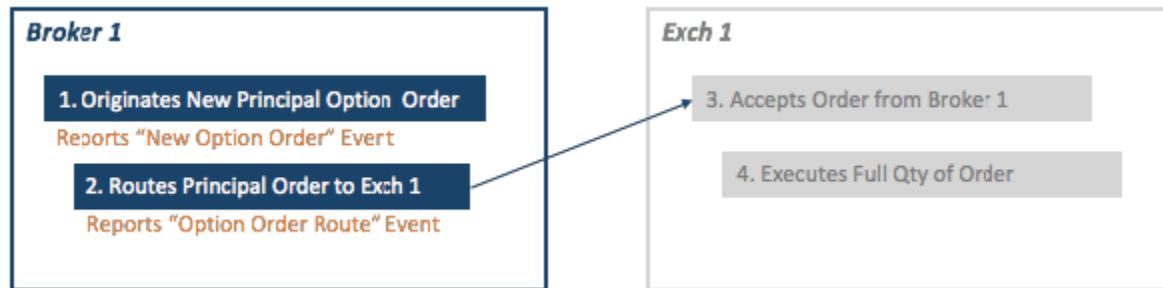 Broker 1
1. Originates New Principal Option Order
Reports "New Option Order" Event
2. Routes Principal Order to Exch 1
Reports "Option Order Route" Event
Exch 1
3. Accepts Order from Broker 1
4. Executes Full Qty of Order